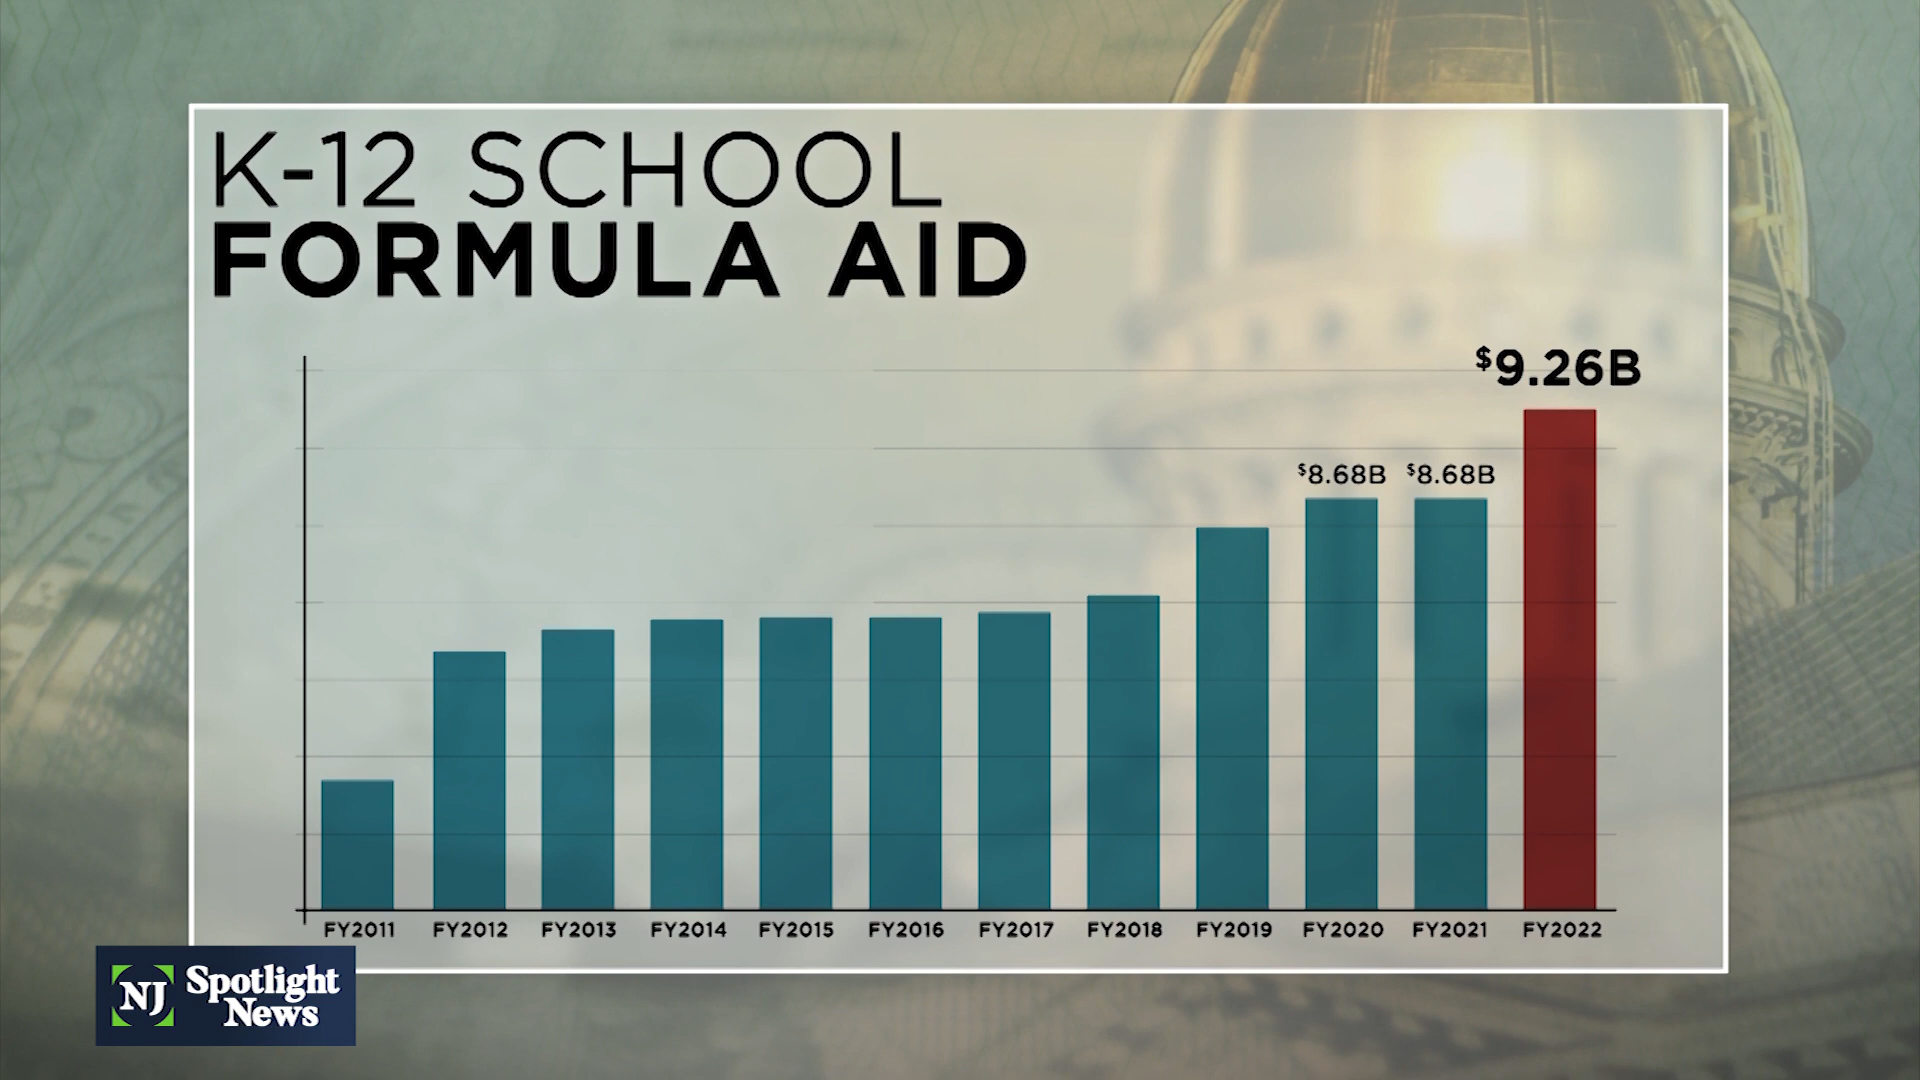 K-12 SCHOOL
FORMULA AID
$9.26B
$8.68B $8.68B
FY2011 FY2012 FY2013 FY2014 FY2015 FY2016 FY2017 FY2018 FY2019 FY2020 FY2021 FY2022
NJ Spotlight
News